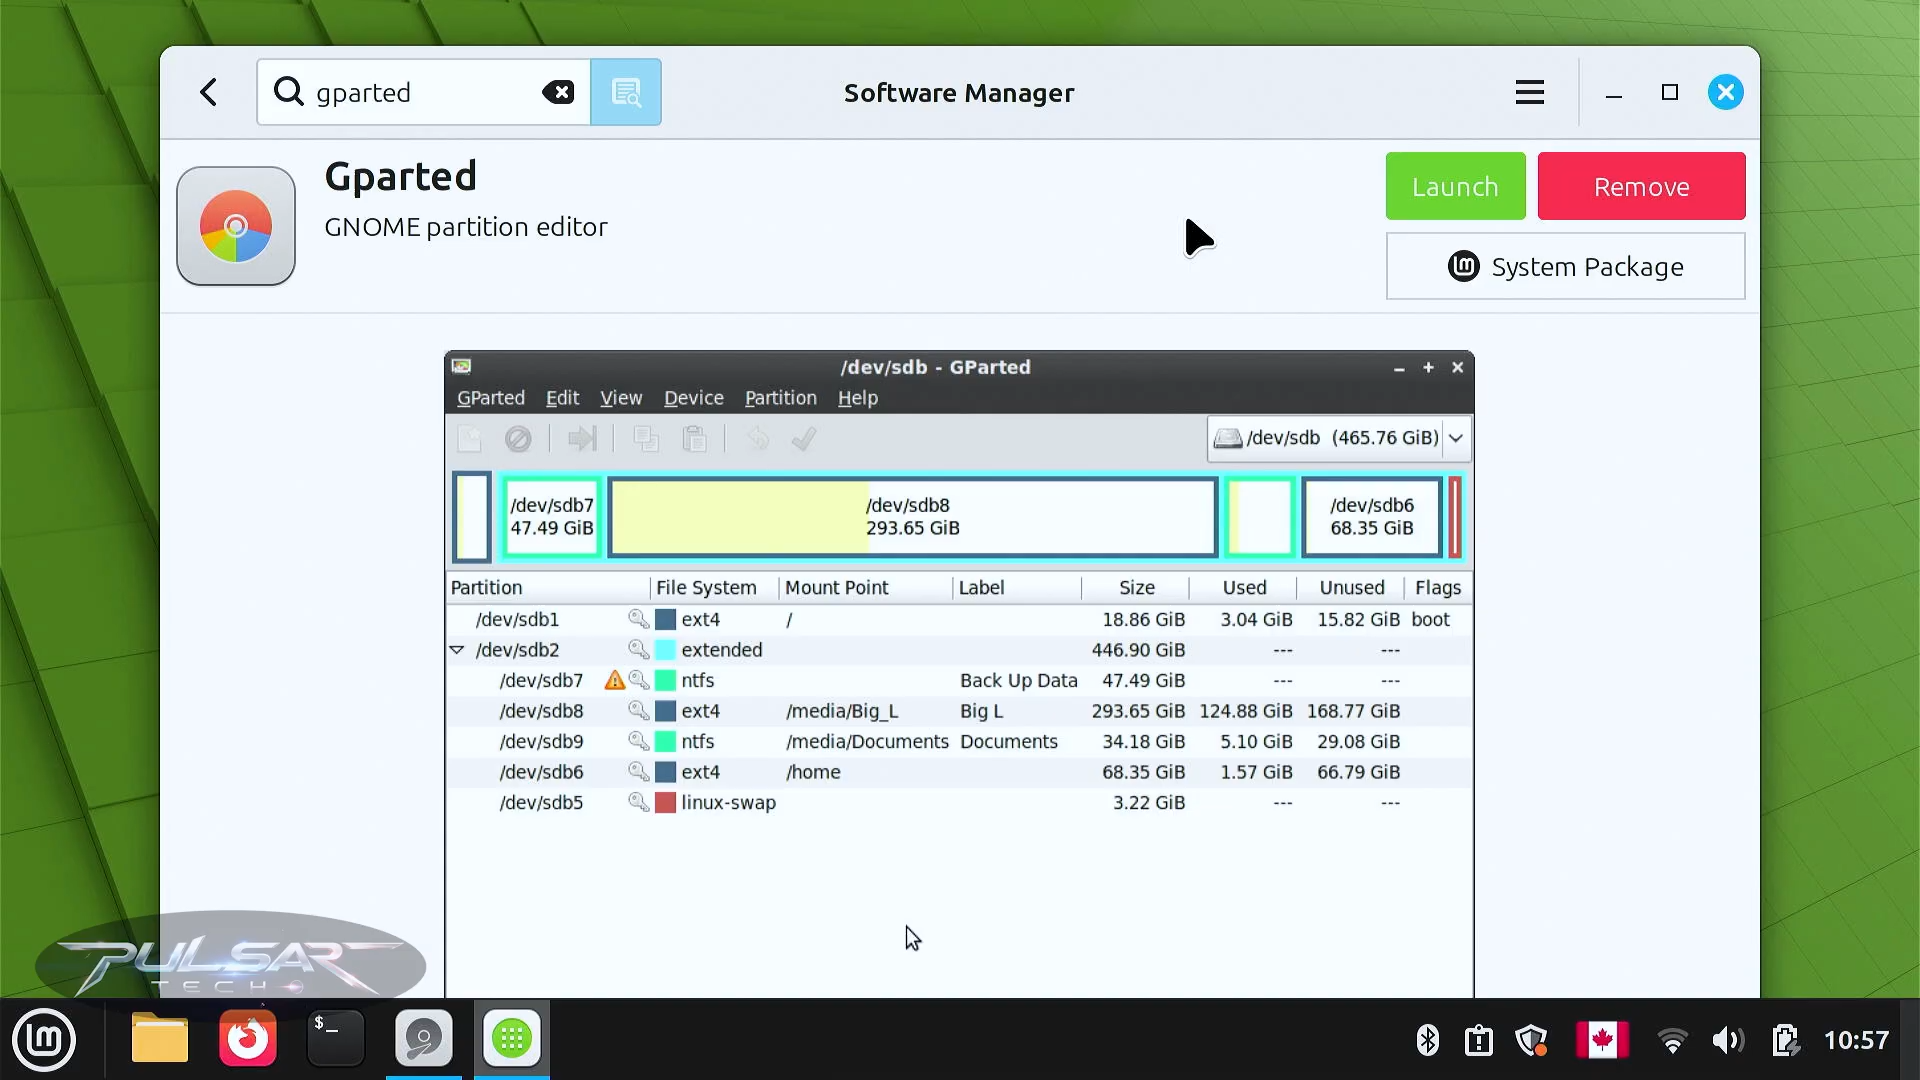 gparted
Software Manager
Gparted
GNOME partition editor
Launch
Remove
System Package
/dev/sdb - GParted
GParted Edit View Device Partition Help
/dev/sdb (465.76 GiB)
/dev/sdb7
47.49 GiB
/dev/sdb8
293.65 GiB
/dev/sdb6
68.35 GiB
Partition File System Mount Point Label Size Used Unused Flags
/dev/sdb1 ext4 / 18.86 GiB 3.04 GiB 15.82 GiB boot
/dev/sdb2 extended 446.90 GiB --- ---
/dev/sdb7 ntfs Back Up Data 47.49 GiB --- ---
/dev/sdb8 ext4 /media/Big_L Big L 293.65 GiB 124.88 GiB 168.77 GiB
/dev/sdb9 ntfs /media/Documents Documents 34.18 GiB 5.10 GiB 29.08 GiB
/dev/sdb6 ext4 /home 68.35 GiB 1.57 GiB 66.79 GiB
/dev/sdb5 linux-swap 3.22 GiB --- ---
PULSAR
TECH
$_
10:57